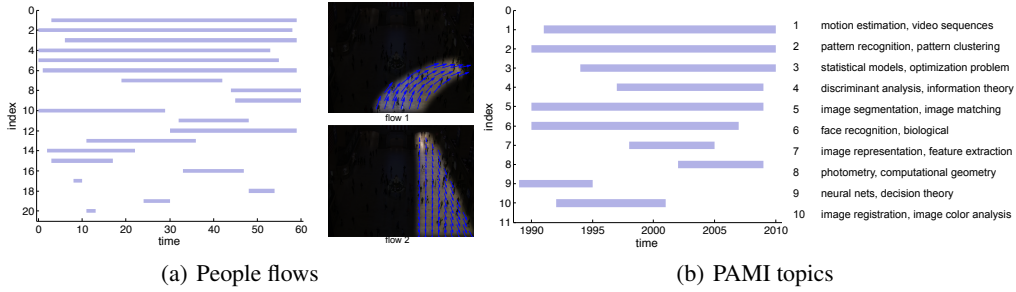 0
2
4
6
8
10
12
14
16
18
20
index
0
10
20
30
40
50
60
time
flow 1
flow 2
(a) People flows
0
1
2
3
4
5
6
7
8
9
10
11
index
1990
1995
2000
2005
2010
time
1 motion estimation, video sequences
2 pattern recognition, pattern clustering
3 statistical models, optimization problem
4 discriminant analysis, information theory
5 image segmentation, image matching
6 face recognition, biological
7 image representation, feature extraction
8 photometry, computational geometry
9 neural nets, decision theory
10 image registration, image color analysis
(b) PAMI topics